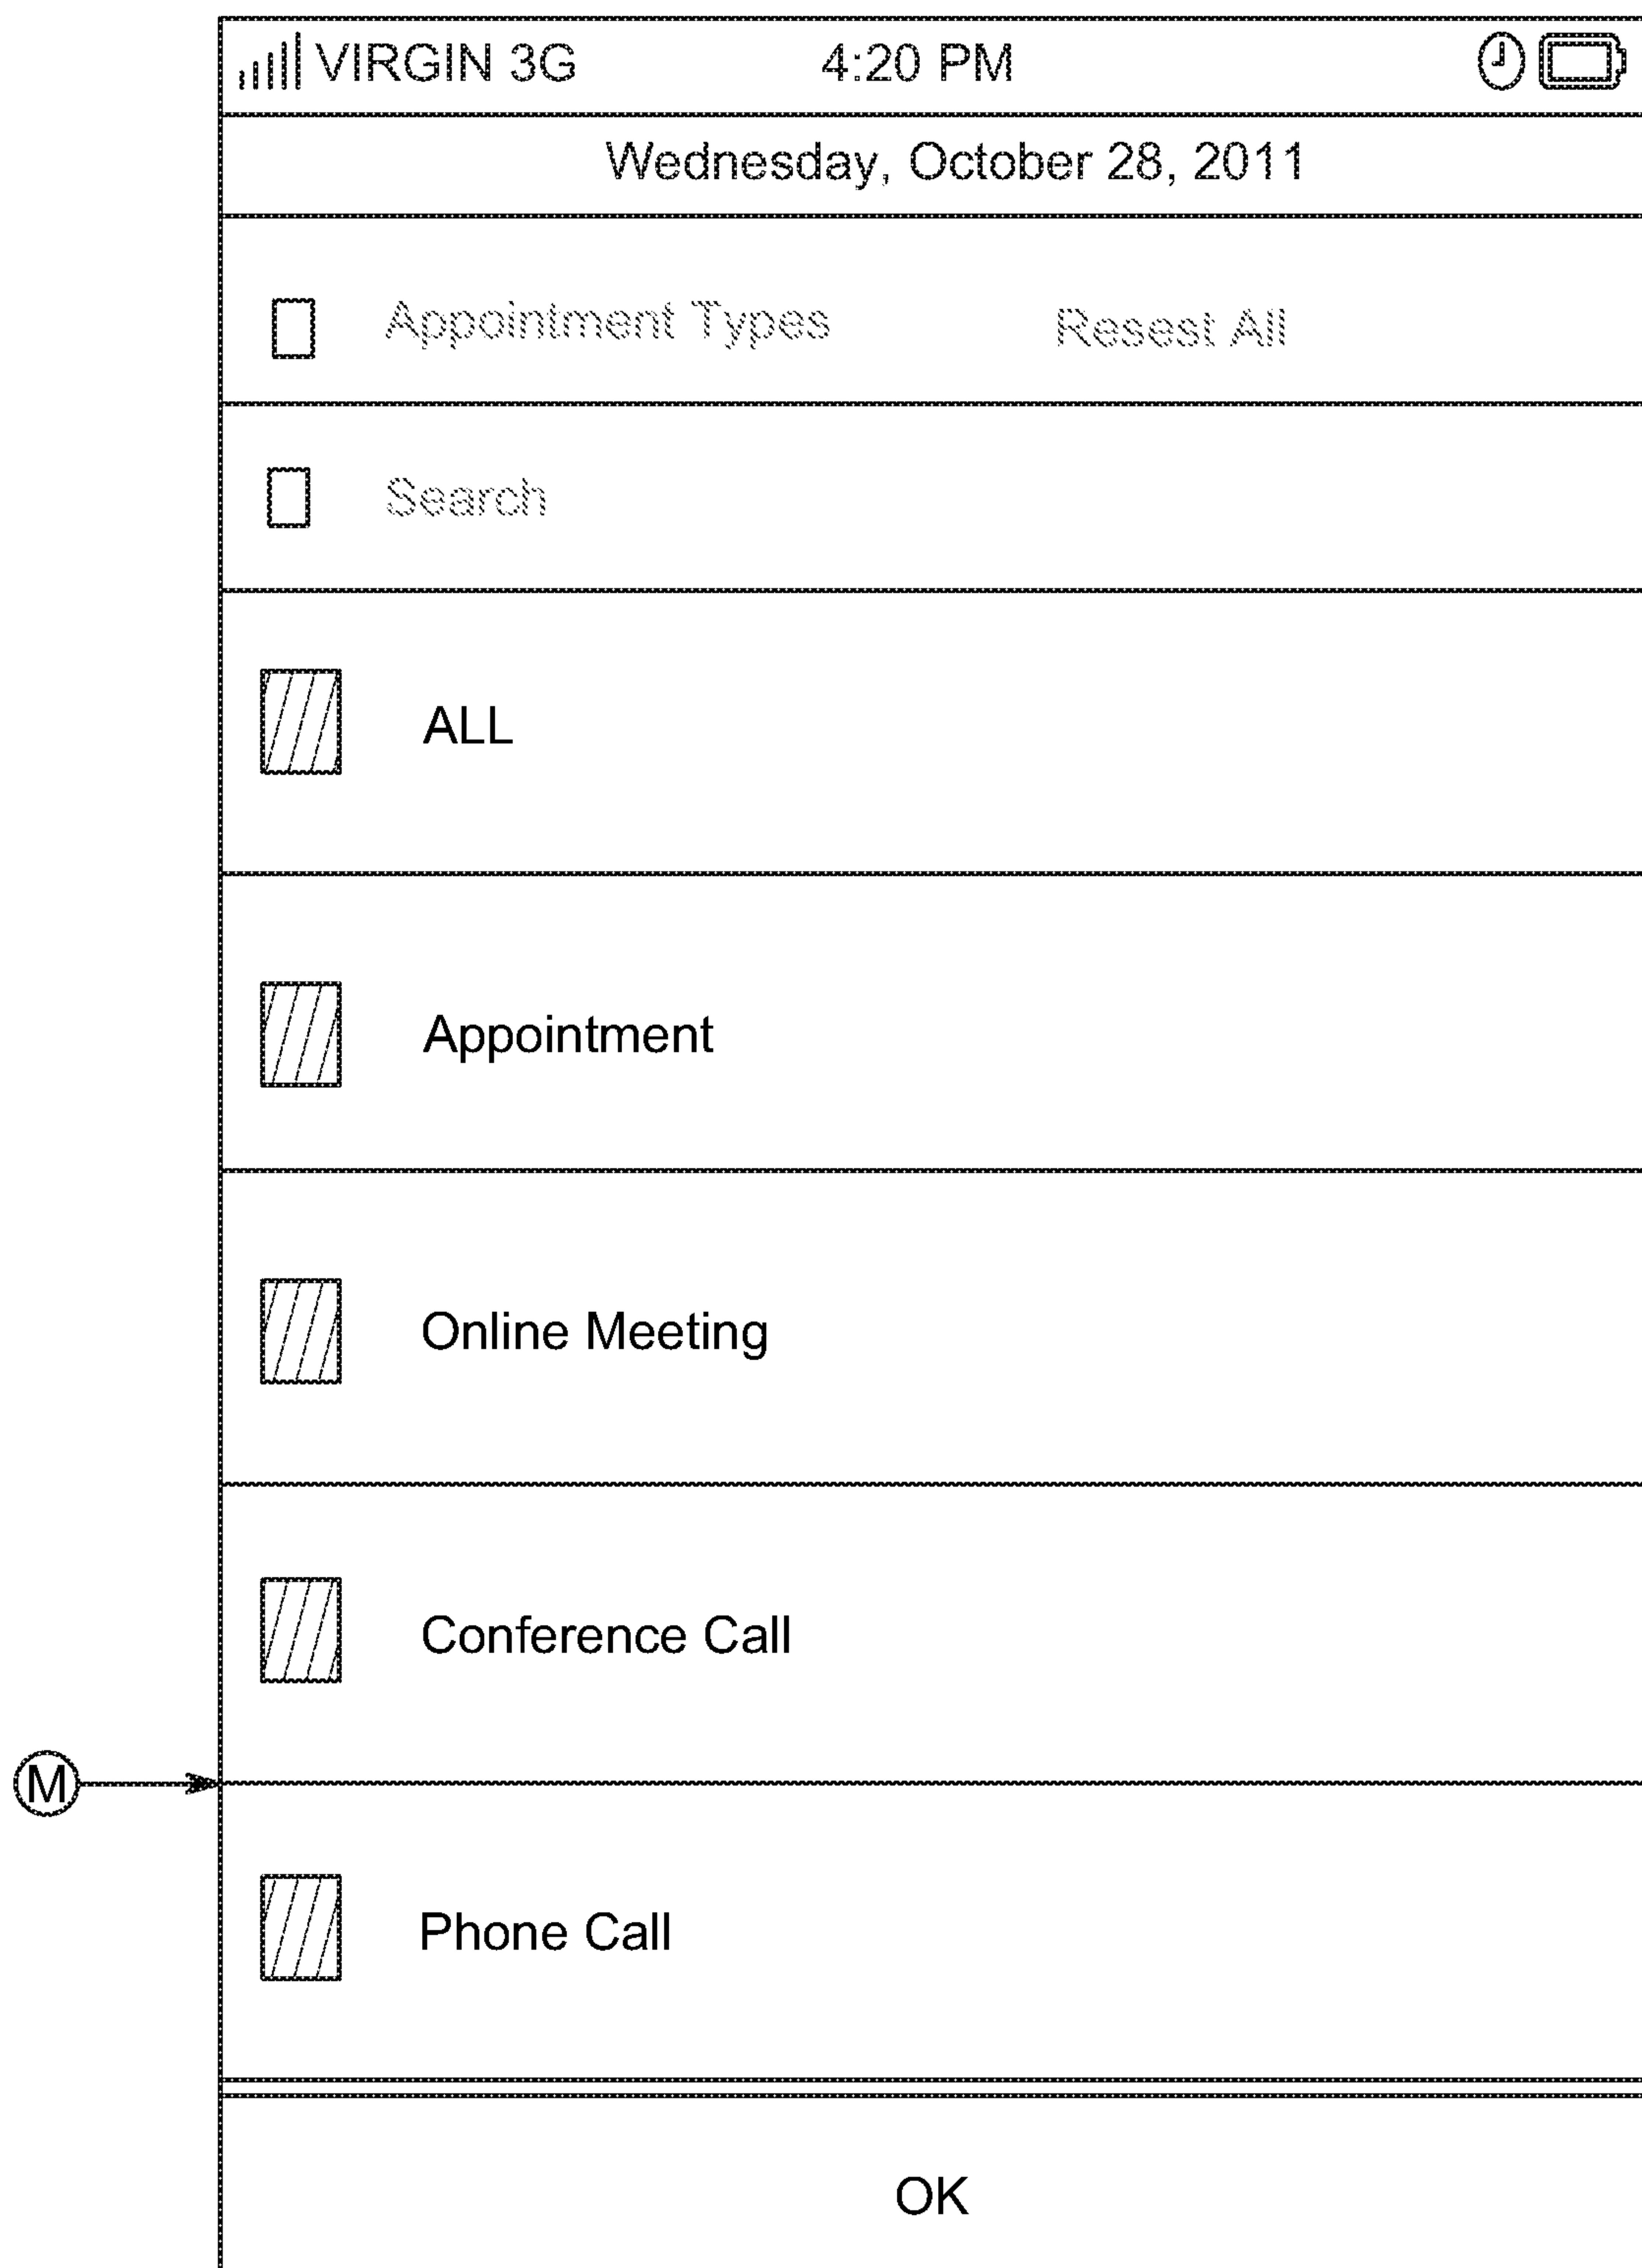 VIRGIN 3G 4:20 PM
Wednesday, October 28, 2011
Appointment Types Resest All
Search
ALL
Appointment
Online Meeting
Conference Call
M
Phone Call
OK